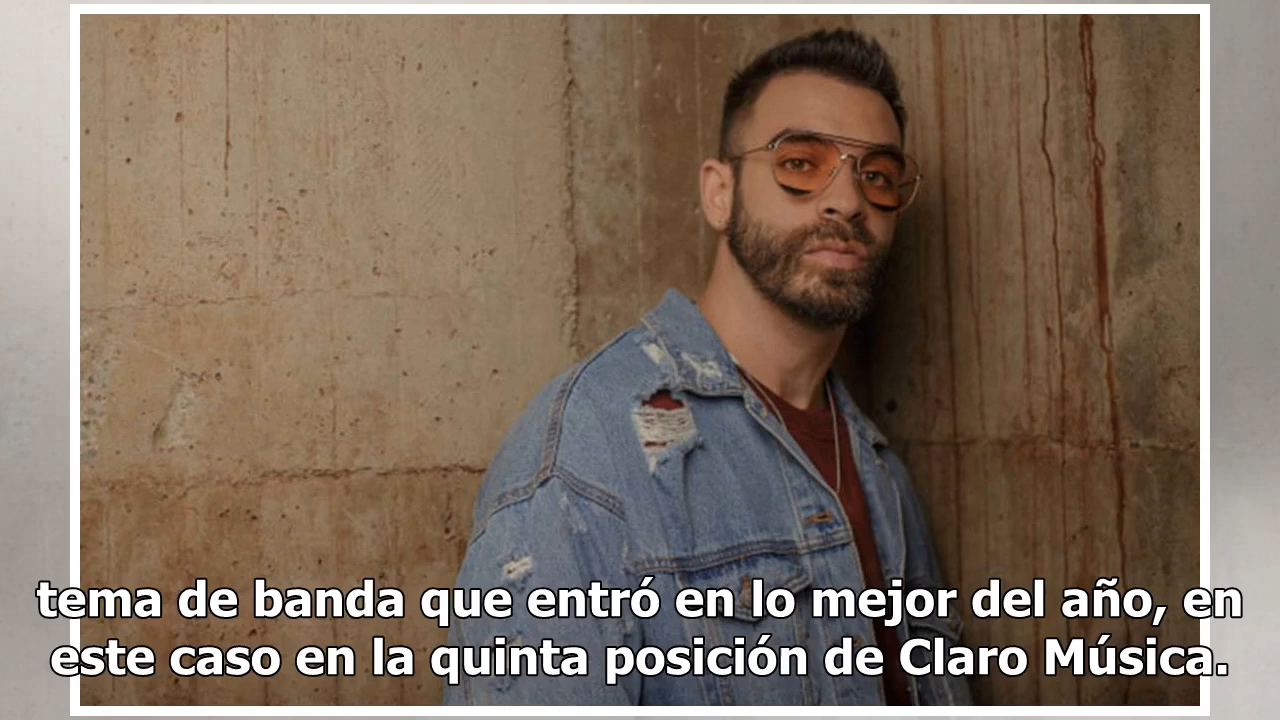 tema de banda que entró en lo mejor del año, en
este caso en la quinta posición de Claro Música.